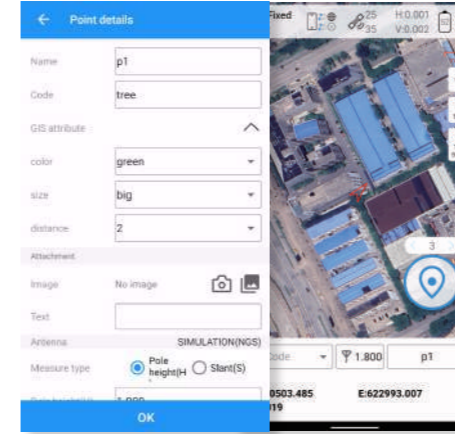 ← Point details
Name p1
Code tree
GIS attribute
color green
size big
distance 2
Attachment
Image No image
Text
Antenna SIMULATION(NGS)
Measure type Pole height(H Slant(S)
OK
Fixed
25
35
H:0.001
V:0.002
3
Code 1.800 p1
0503.485 E:622993.007